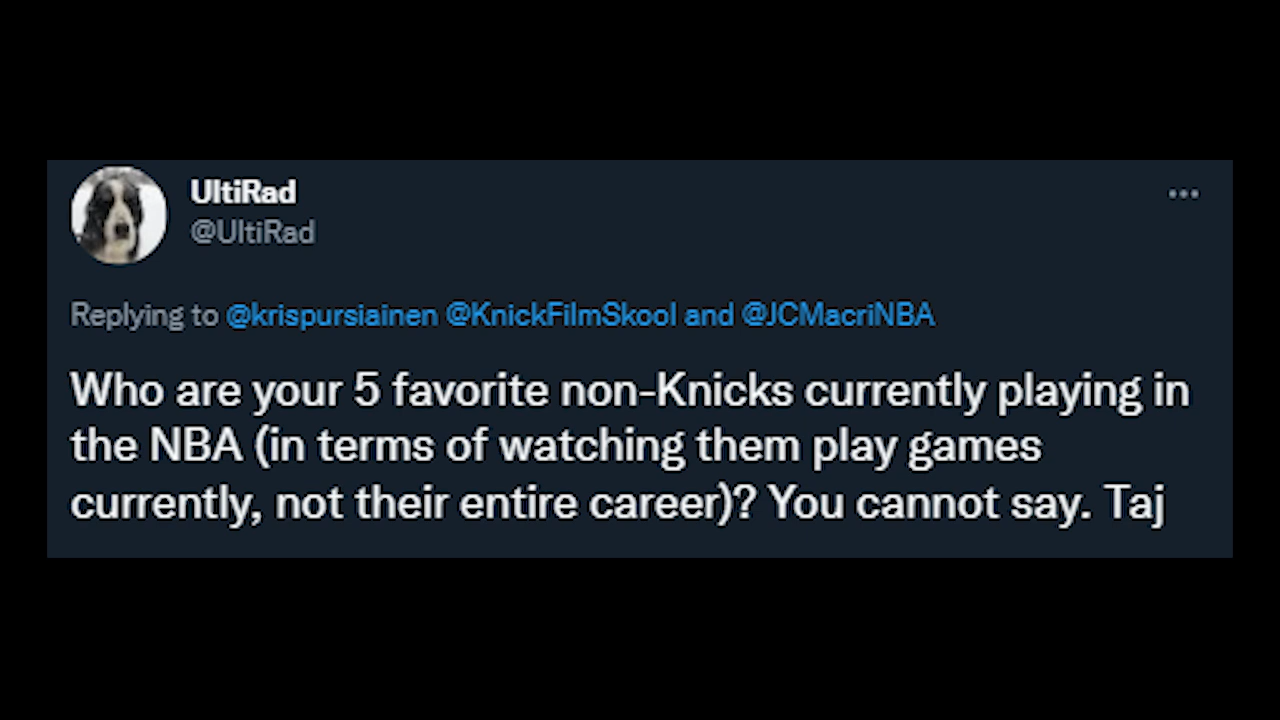 UltiRad
@UltiRad
Replying to @krispursiainen @KnickFilmSkool and @JCMacriNBA
Who are your 5 favorite non-Knicks currently playing in
the NBA (in terms of watching them play games
currently, not their entire career)? You cannot say. Taj